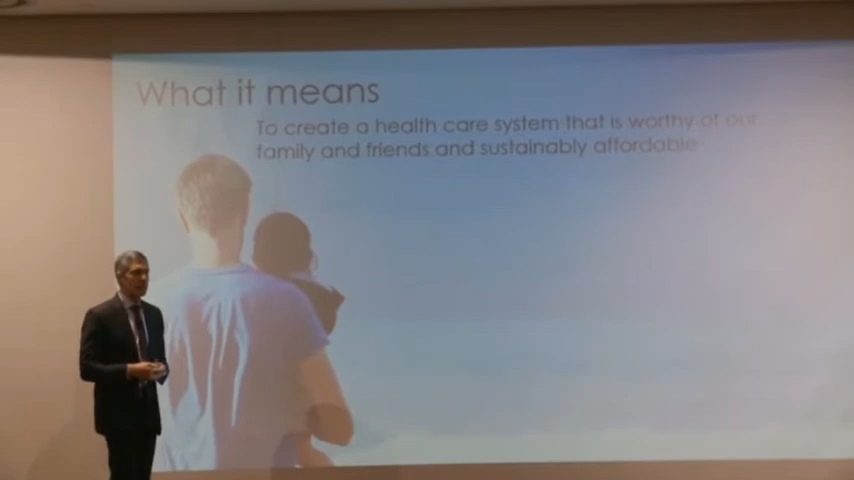 What it means
To create a health care system that is worthy of our
family and friends and sustainably affordable